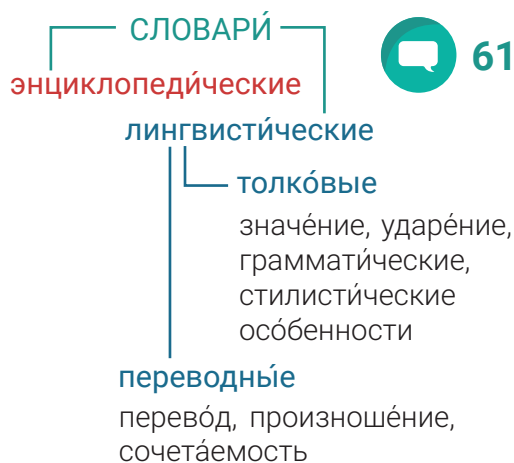 СЛОВАРИ́
61
энциклопеди́ческие
лингвисти́ческие
толко́вые
значе́ние, ударе́ние,
граммати́ческие,
стилисти́ческие
осо́бенности
переводны́е
перево́д, произноше́ние,
сочета́емость